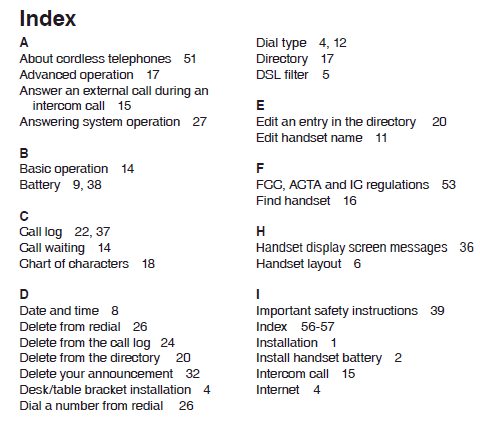 Index
A
About cordless telephones 51
Advanced operation 17
Answer an external call during an
intercom call 15
Answering system operation 27
B
Basic operation 14
Battery 9, 38
C
Call log 22, 37
Call waiting 14
Chart of characters 18
D
Date and time 8
Delete from redial 26
Delete from the call log 24
Delete from the directory 20
Delete your announcement 32
Desk/table bracket installation 4
Dial a number from redial 26
Dial type 4, 12
Directory 17
DSL filter 5
E
Edit an entry in the directory 20
Edit handset name 11
F
FCC, ACTA and IC regulations 53
Find handset 16
H
Handset display screen messages 36
Handset layout 6
I
Important safety instructions 39
Index 56-57
Installation 1
Install handset battery 2
Intercom call 15
Internet 4